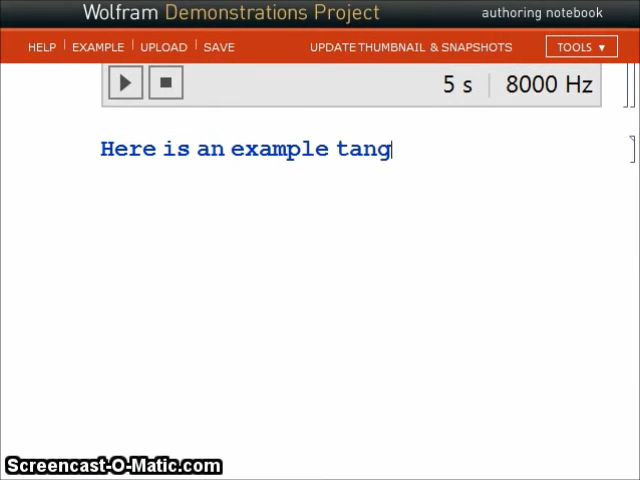 Wolfram Demonstrations Project authoring notebook
HELP EXAMPLE UPLOAD SAVE UPDATE THUMBNAIL & SNAPSHOTS TOOLS ▼
5 s | 8000 Hz
Here is an example tang
Screencast-O-Matic.com